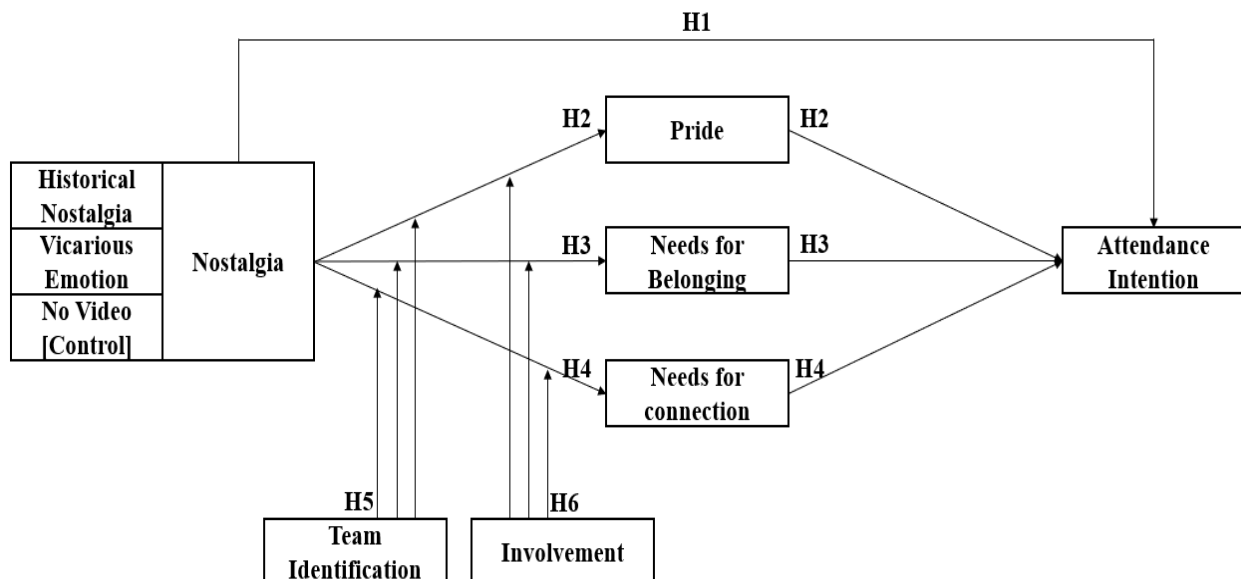 H1
H2
Pride
H2
Historical
Nostalgia
Vicarious
Emotion
No Video
[Control]
Nostalgia
H3
Needs for
Belonging
H3
Attendance
Intention
H4
Needs for
connection
H4
H5
H6
Team
Identification
Involvement